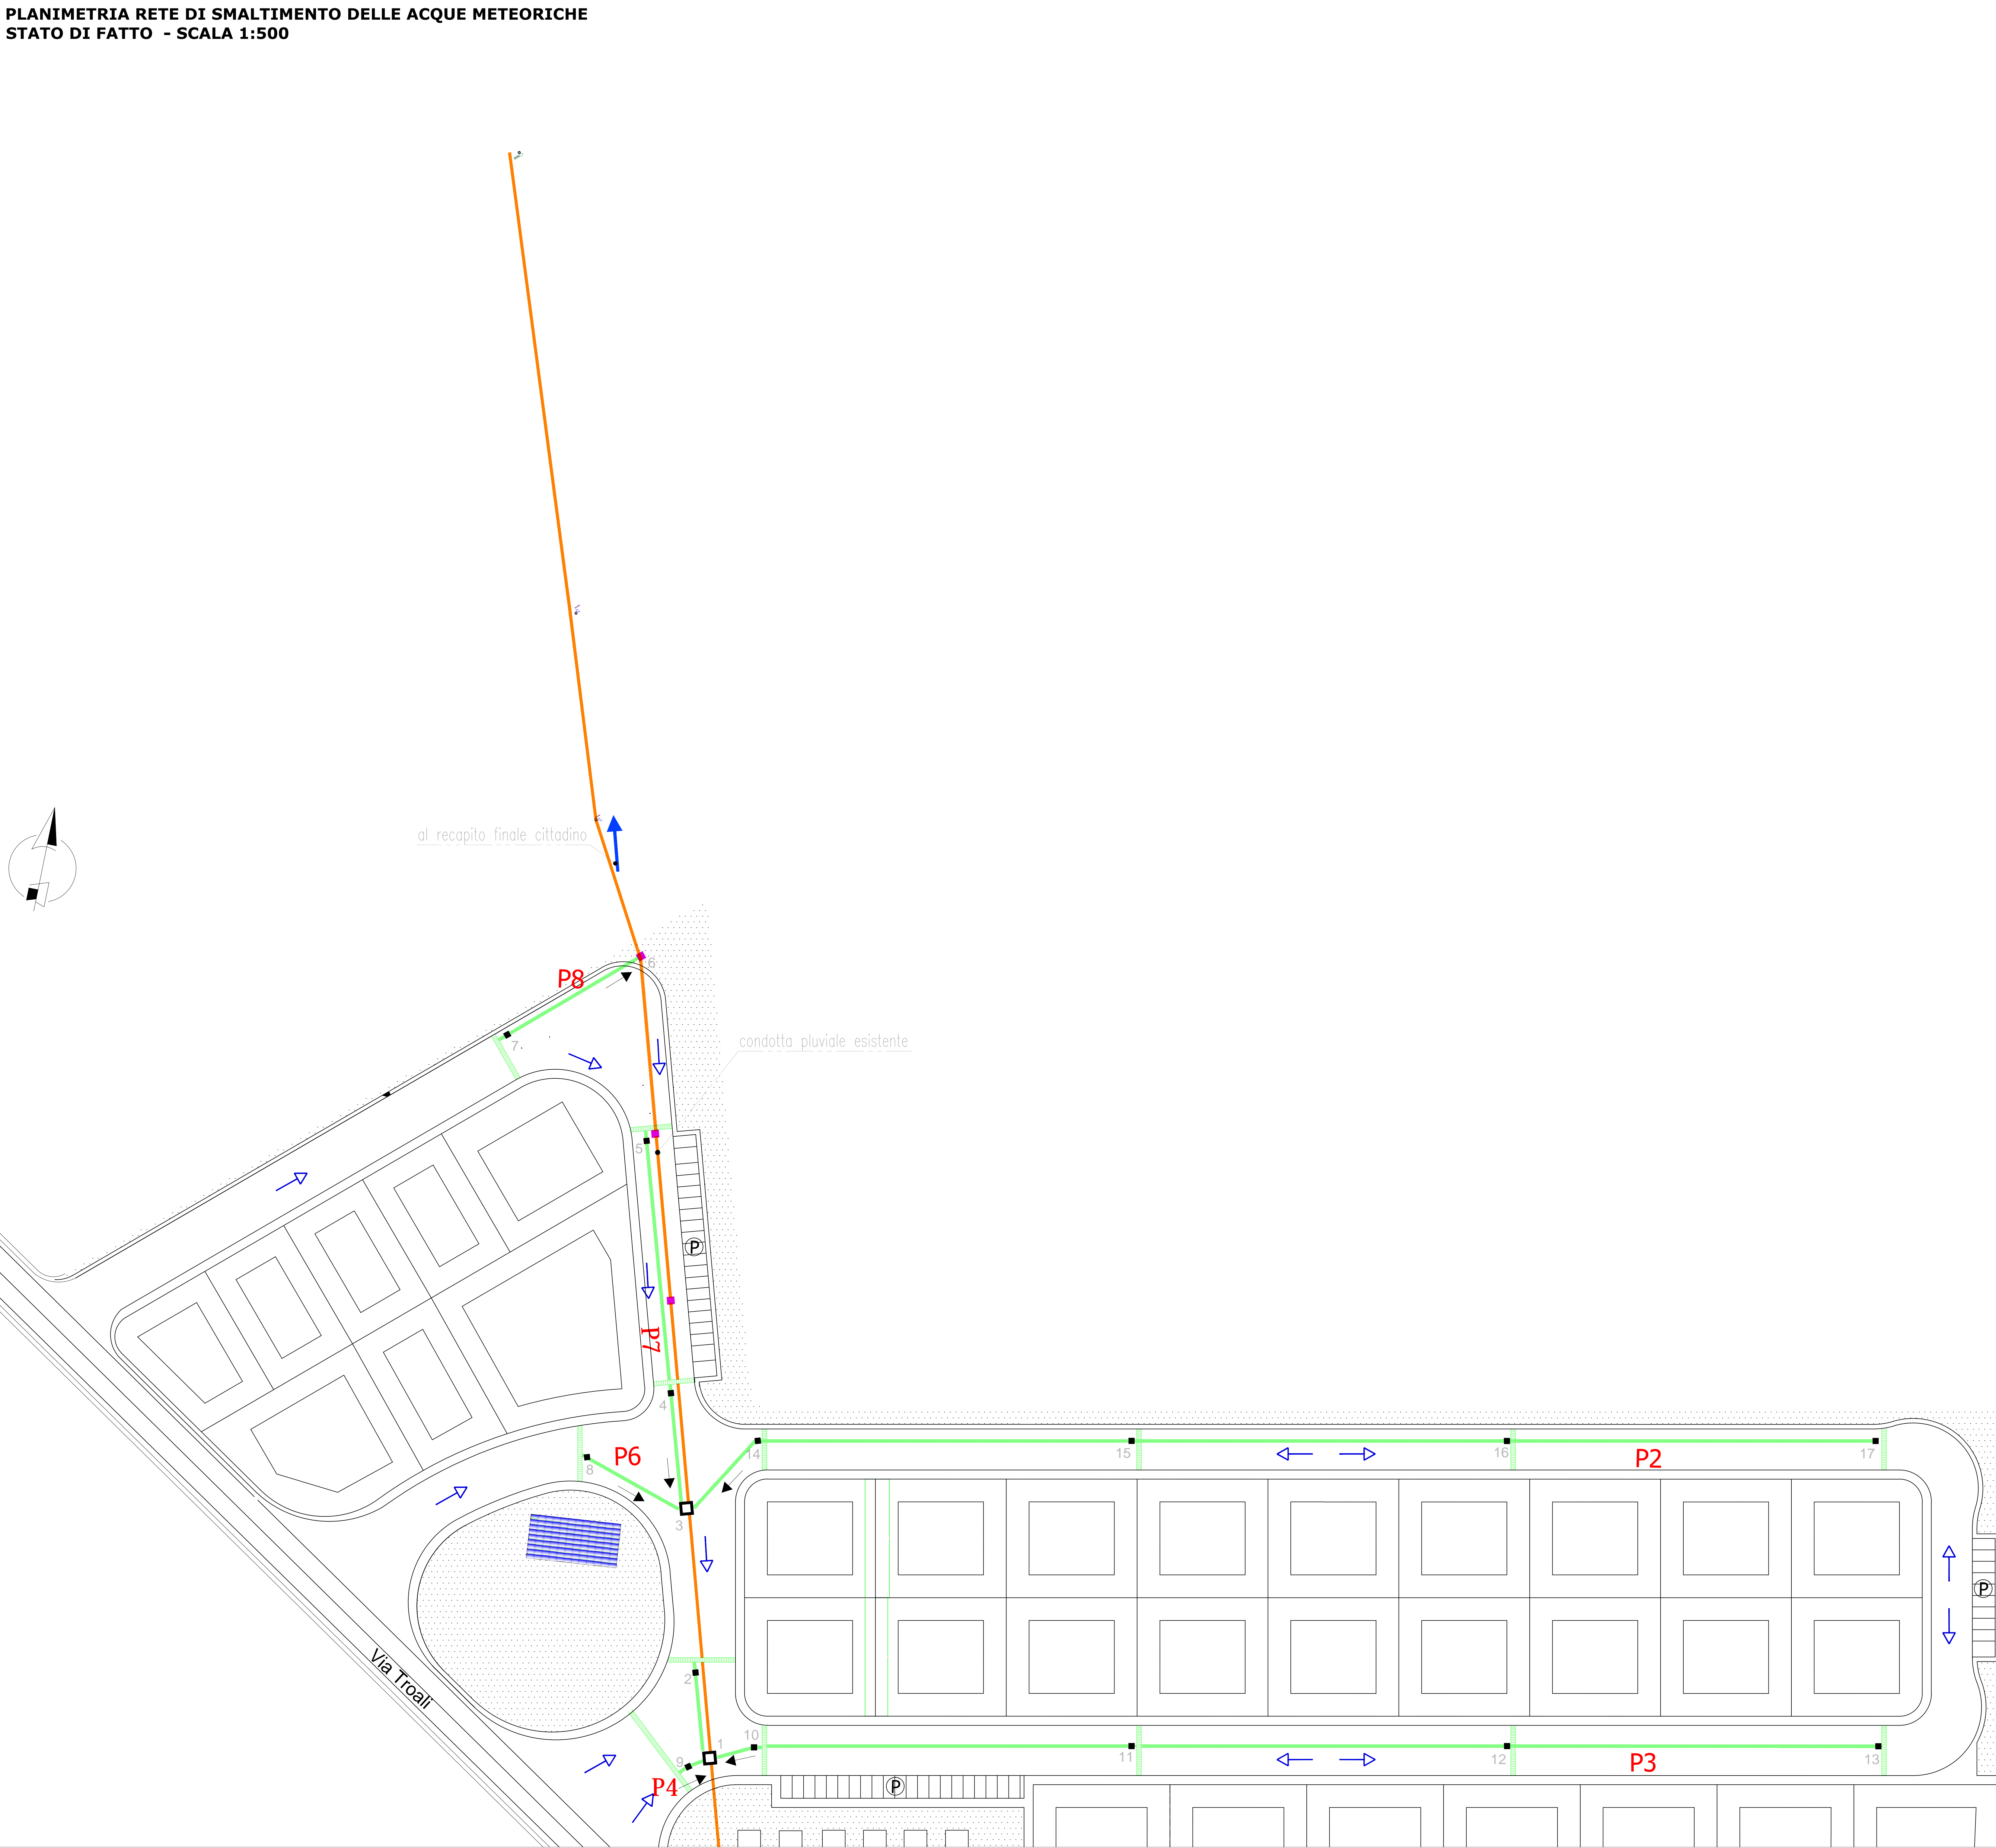 PLANIMETRIA RETE DI SMALTIMENTO DELLE ACQUE METEORICHE
STATO DI FATTO - SCALA 1:500
al recapito finale cittadino
6
P8
7
condotta pluviale esistente
5
P
P7
4
14
15
16
17
P2
P6
8
3
P
Via Troali
2
1
10
9
11
12
13
P3
P4
P